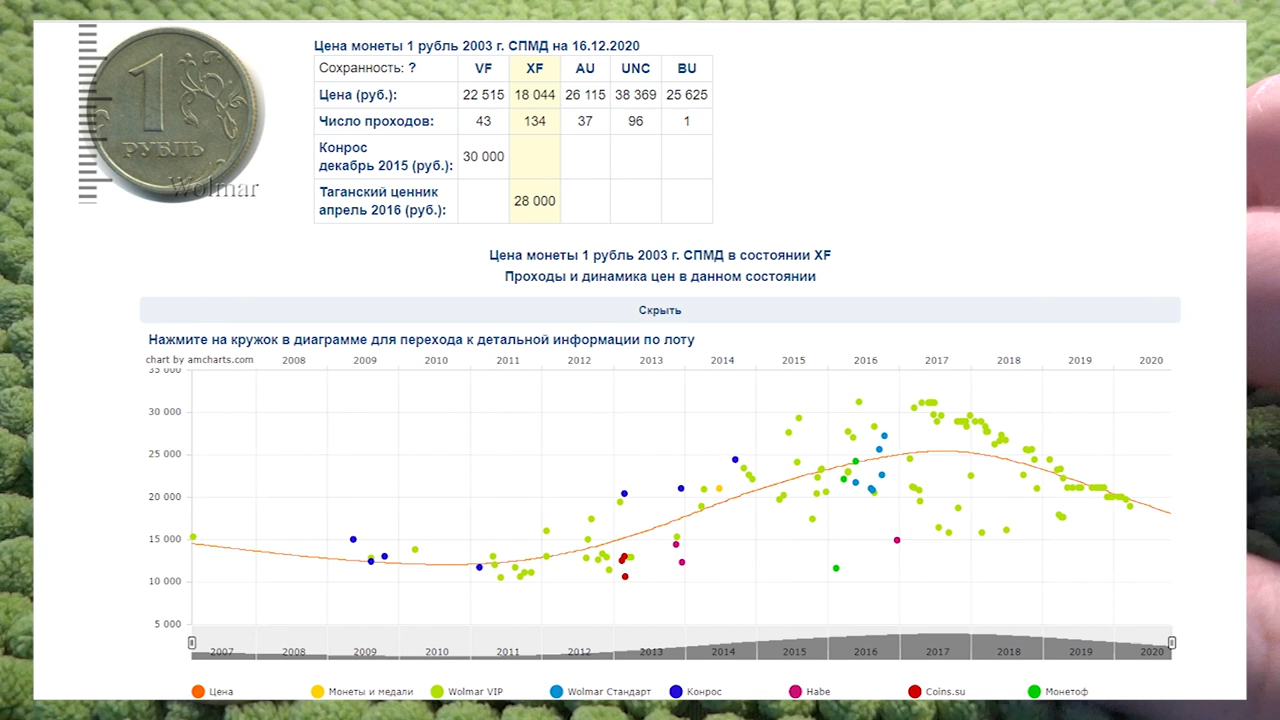 Цена монеты 1 рубль 2003 г. СПМД на 16.12.2020
Сохранность: ? VF XF AU UNC BU
Цена (руб.): 22 515 18 044 26 115 38 369 25 625
Число проходов: 43 134 37 96 1
Конрос
декабрь 2015 (руб.): 30 000
Таганский ценник
апрель 2016 (руб.): 28 000
1
РУБЛЬ
Wolmar
Цена монеты 1 рубль 2003 г. СПМД в состоянии XF
Проходы и динамика цен в данном состоянии
Скрыть
Нажмите на кружок в диаграмме для перехода к детальной информации по лоту
chart by amcharts.com 2008 2009 2010 2011 2012 2013 2014 2015 2016 2017 2018 2019 2020
35 000
30 000
25 000
20 000
15 000
10 000
5 000
2007 2008 2009 2010 2011 2012 2013 2014 2015 2016 2017 2018 2019 2020
Цена Монеты и медали Wolmar VIP Wolmar Стандарт Конрос Habe Coins.su Монетоф